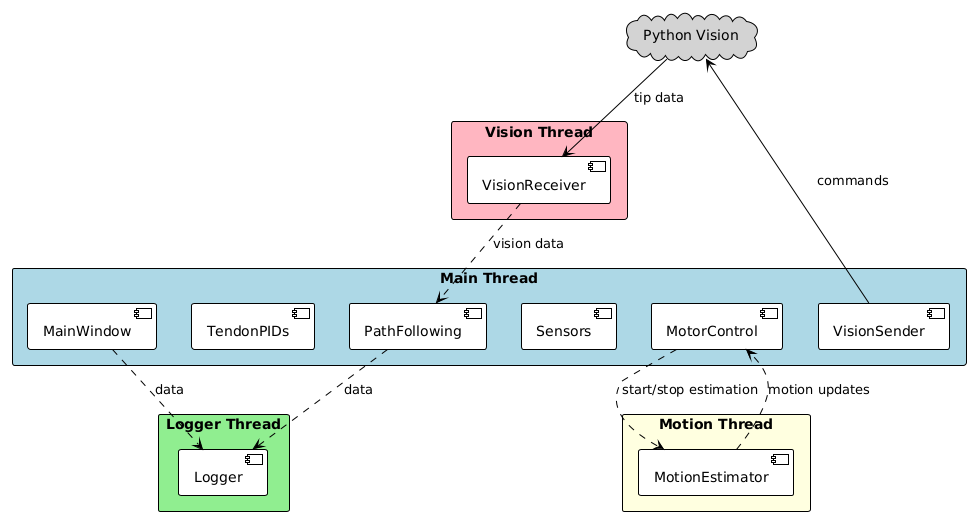 Python Vision
tip data
Vision Thread
VisionReceiver
commands
vision data
Main Thread
MainWindow
TendonPIDs
PathFollowing
Sensors
MotorControl
VisionSender
data
data
start/stop estimation
motion updates
Logger Thread
Logger
Motion Thread
MotionEstimator